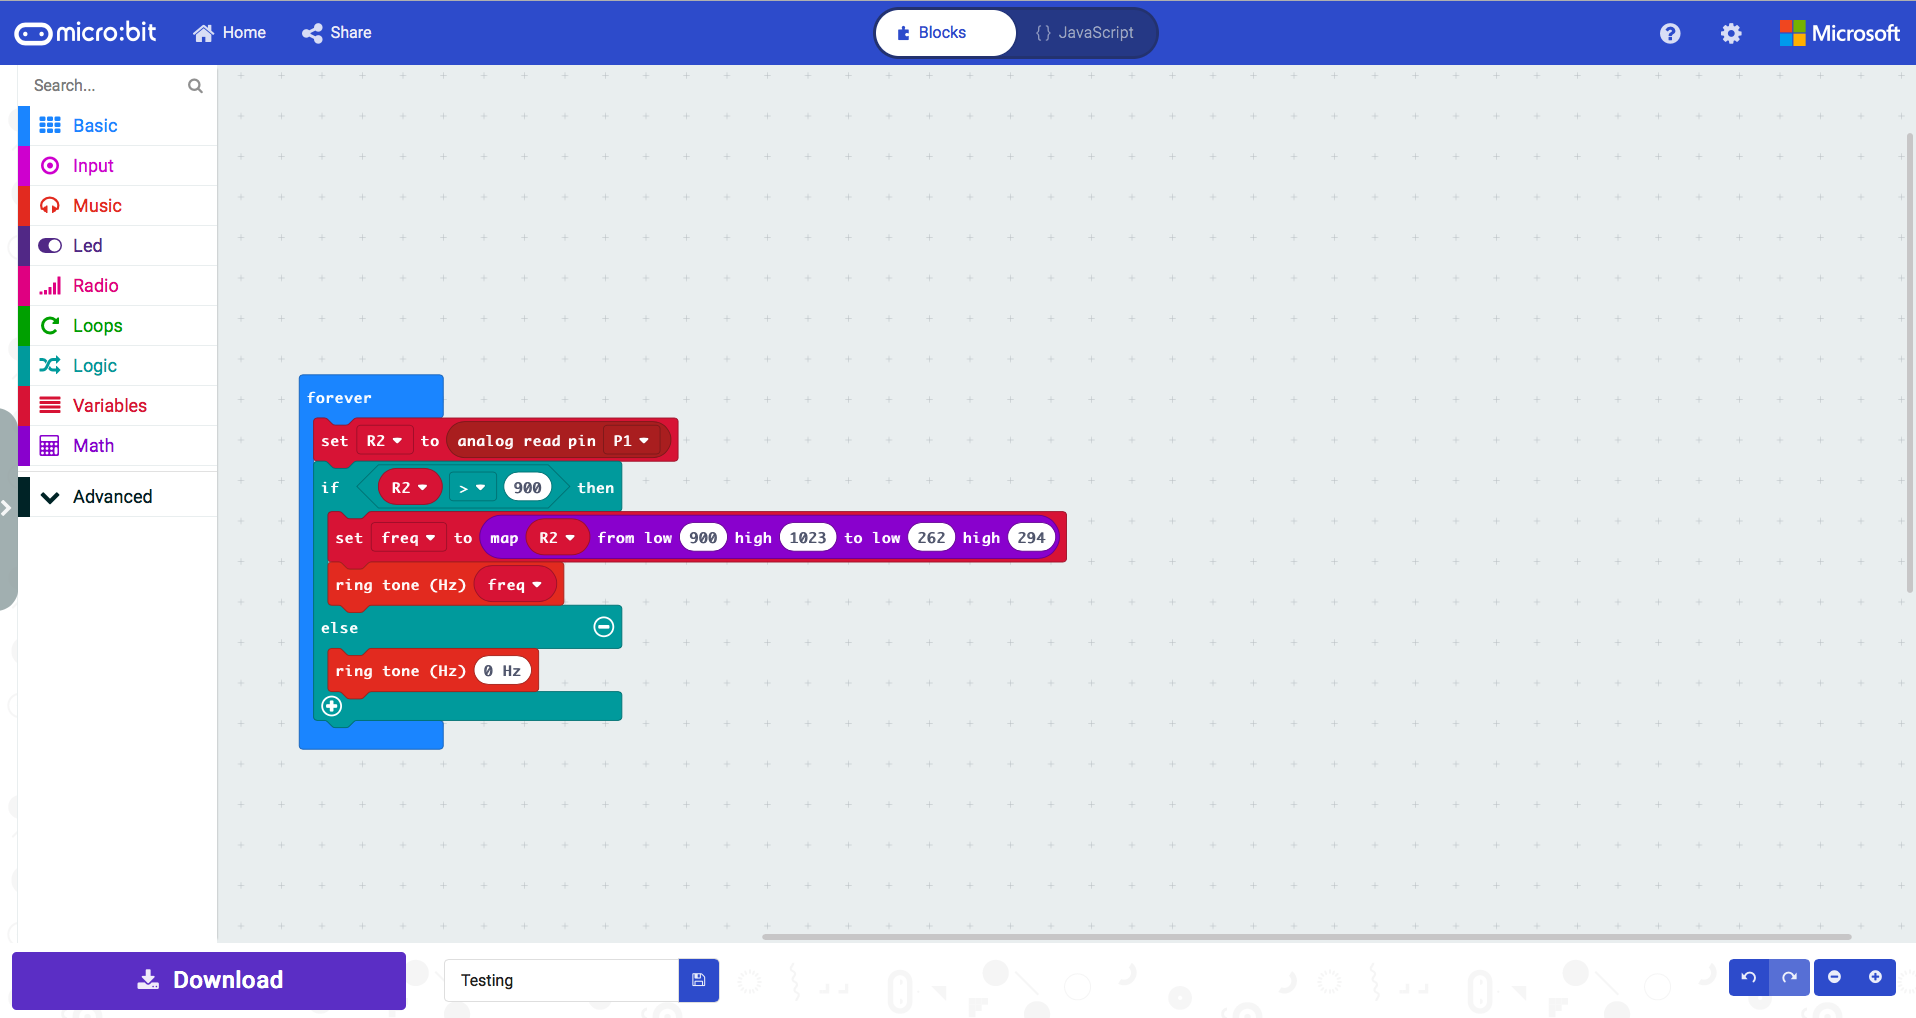 micro:bit Home Share Blocks {} JavaScript ? Microsoft
Search...
Basic
Input
Music
Led
Radio
Loops
Logic
Variables
Math
Advanced
forever
set R2 to analog read pin P1
if R2 > 900 then
set freq to map R2 from low 900 high 1023 to low 262 high 294
ring tone (Hz) freq
else
ring tone (Hz) 0 Hz
Download
Testing